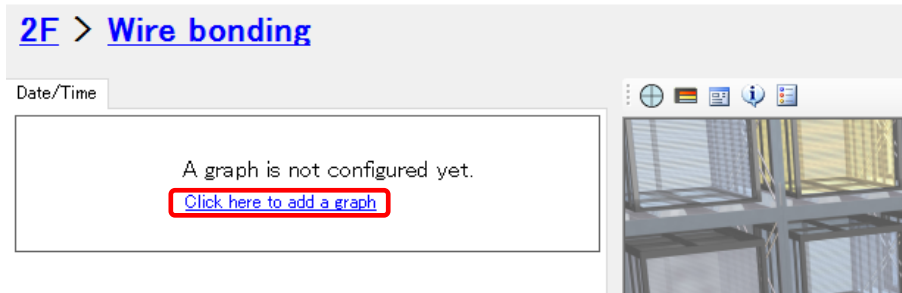 2F > Wire bonding
Date/Time
A graph is not configured yet.
Click here to add a graph